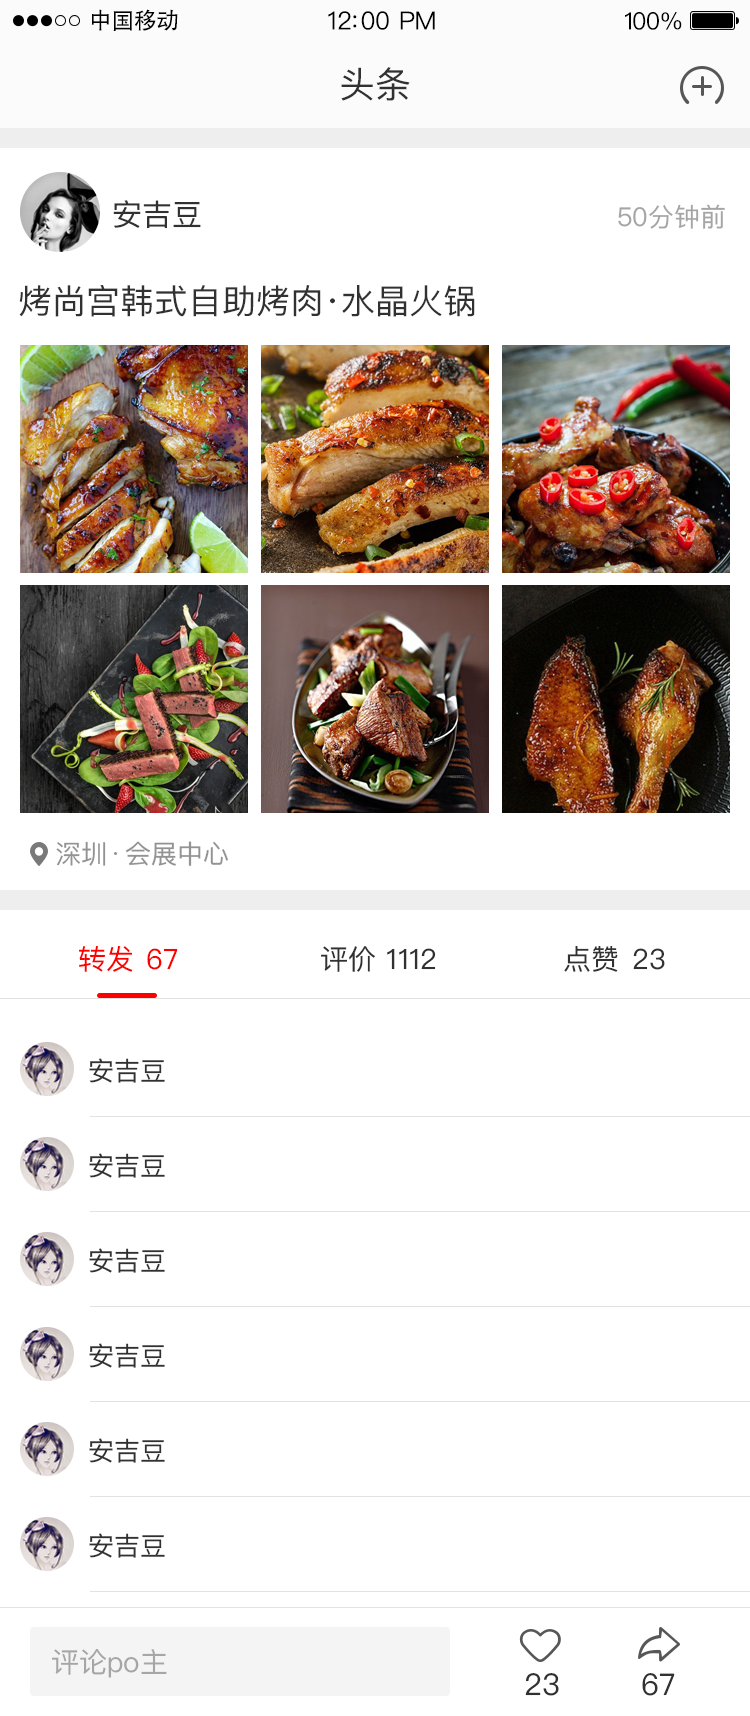 中国移动 12:00 PM 100%
头条
安吉豆 50分钟前
烤尚宫韩式自助烤肉·水晶火锅
深圳 · 会展中心
转发 67 评价 1112 点赞 23
安吉豆
安吉豆
安吉豆
安吉豆
安吉豆
安吉豆
评论po主
23 67